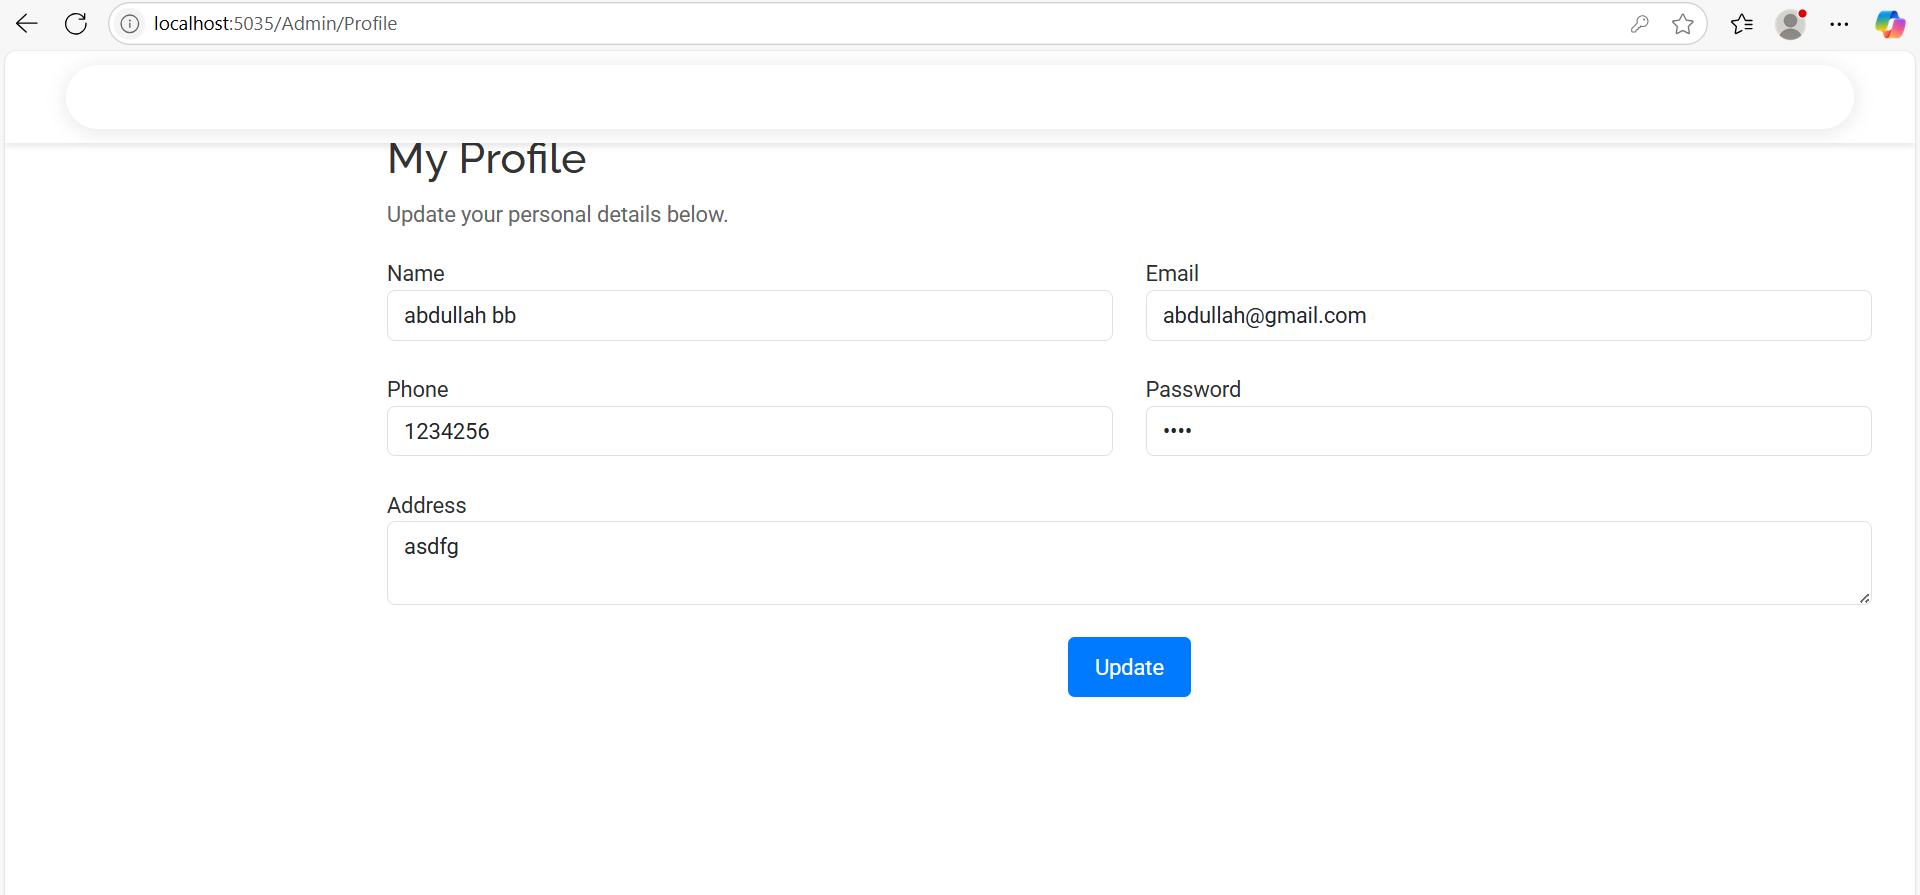 localhost:5035/Admin/Profile
My Profile
Update your personal details below.
Name
abdullah bb
Email
abdullah@gmail.com
Phone
1234256
Password
••••
Address
asdfg
Update